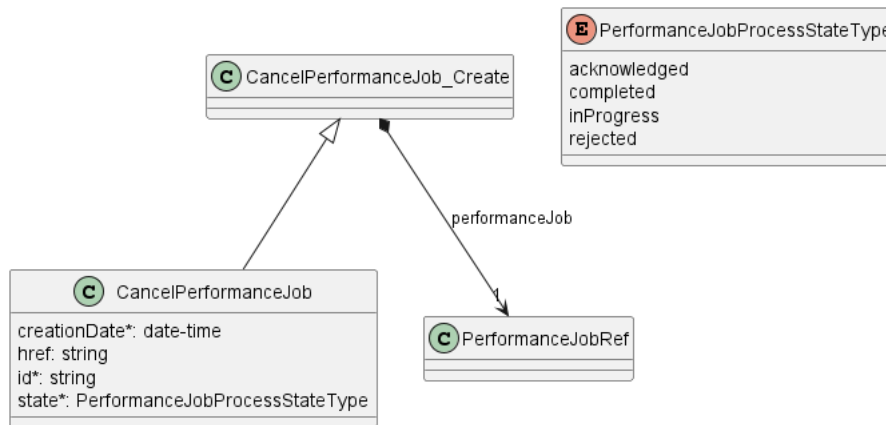 E PerformanceJobProcessStateType
acknowledged
completed
inProgress
rejected
C CancelPerformanceJob_Create
performanceJob
1
C CancelPerformanceJob
creationDate*: date-time
href: string
id*: string
state*: PerformanceJobProcessStateType
C PerformanceJobRef